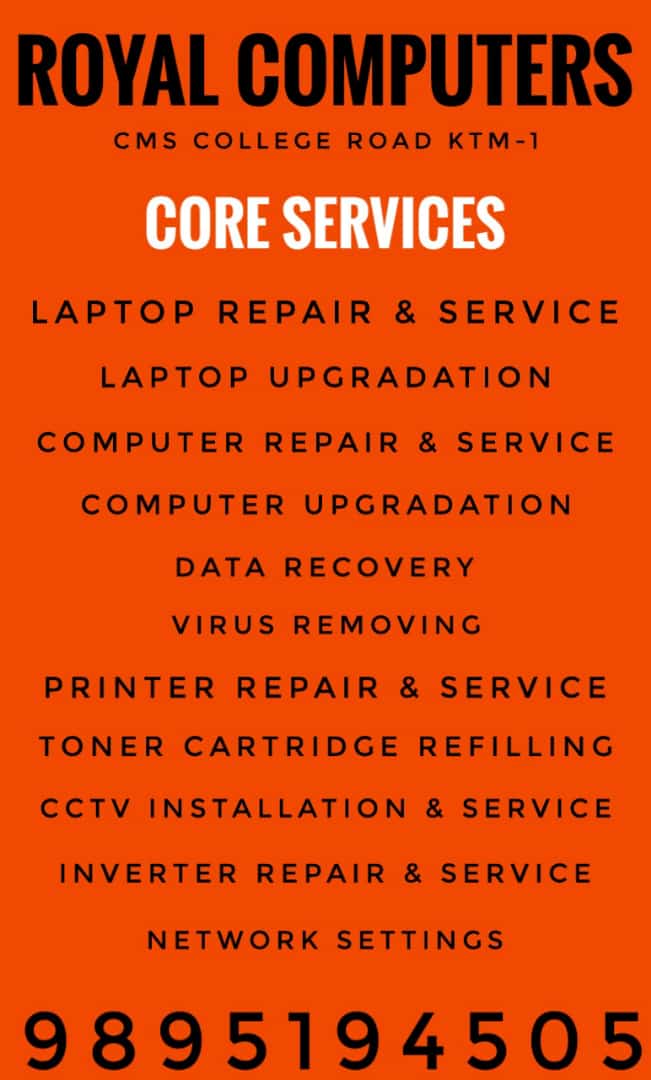 ROYAL COMPUTERS
CMS COLLEGE ROAD KTM-1
CORE SERVICES
LAPTOP REPAIR & SERVICE
LAPTOP UPGRADATION
COMPUTER REPAIR & SERVICE
COMPUTER UPGRADATION
DATA RECOVERY
VIRUS REMOVING
PRINTER REPAIR & SERVICE
TONER CARTRIDGE REFILLING
CCTV INSTALLATION & SERVICE
INVERTER REPAIR & SERVICE
NETWORK SETTINGS
9895194505